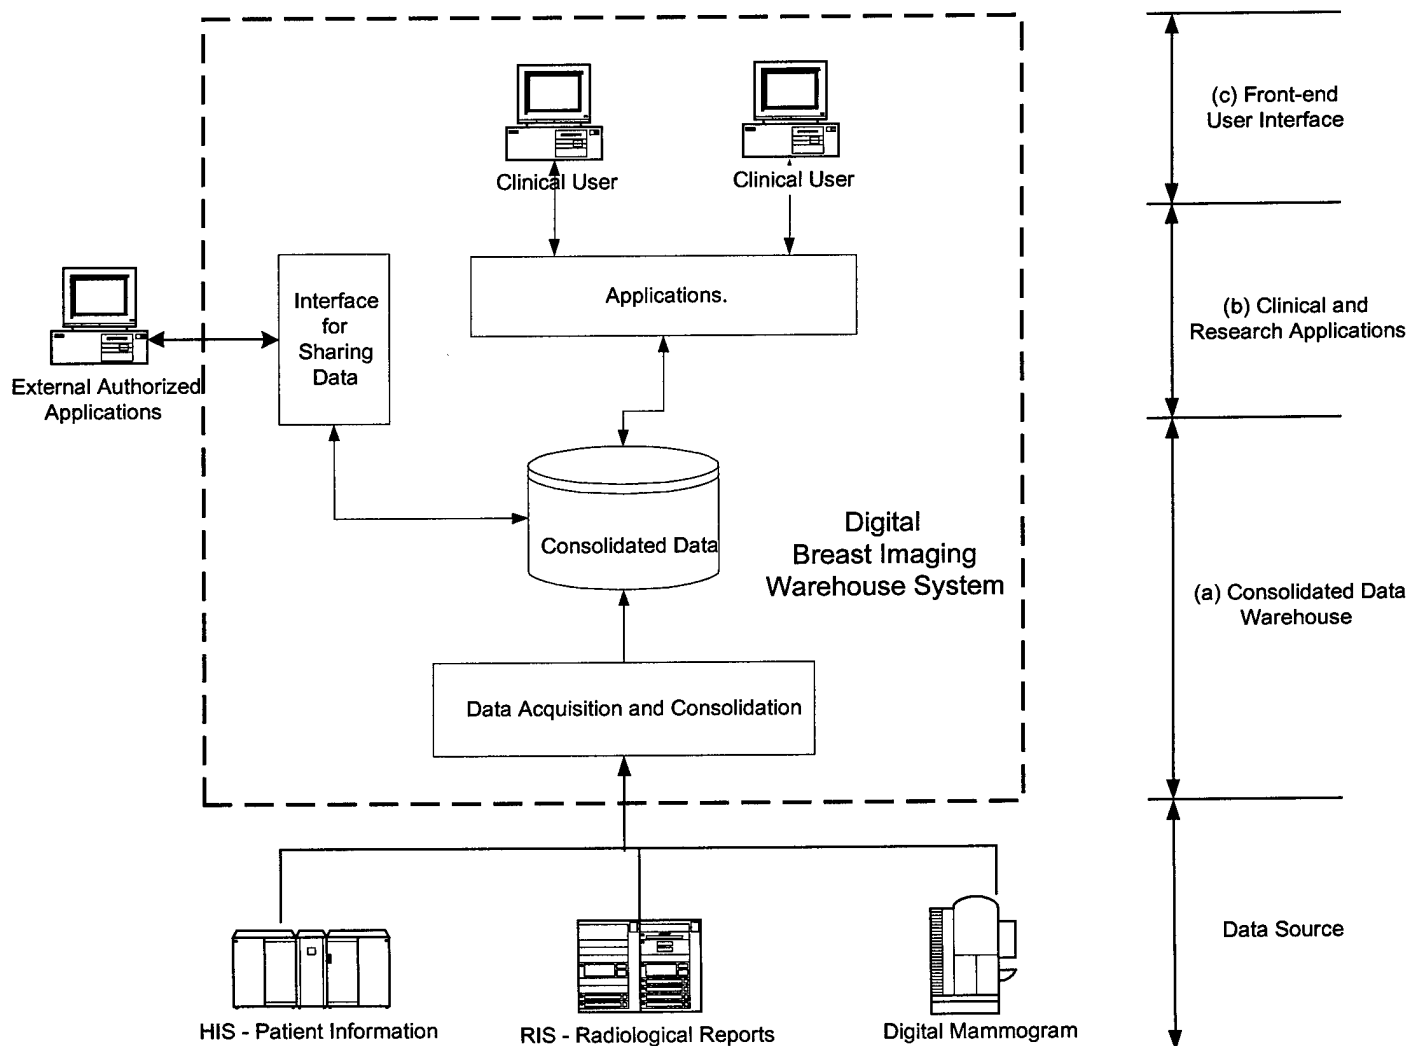 (c) Front-end
User Interface
Clinical User
Clinical User
Interface
for
Sharing
Data
Applications.
(b) Clinical and
Research Applications
External Authorized
Applications
Consolidated Data
Digital
Breast Imaging
Warehouse System
(a) Consolidated Data
Warehouse
Data Acquisition and Consolidation
Data Source
HIS - Patient Information
RIS - Radiological Reports
Digital Mammogram